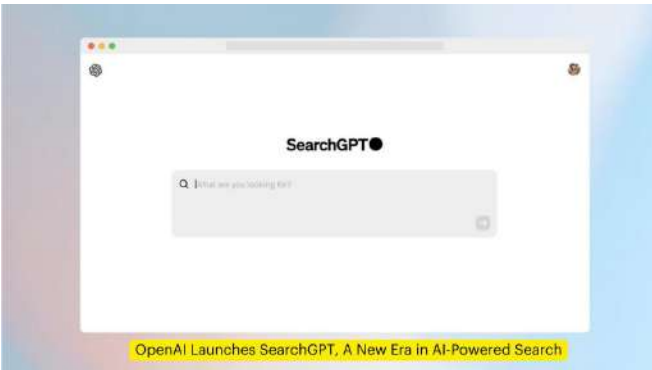 SearchGPT
What are you looking for?
OpenAI Launches SearchGPT, A New Era in AI-Powered Search